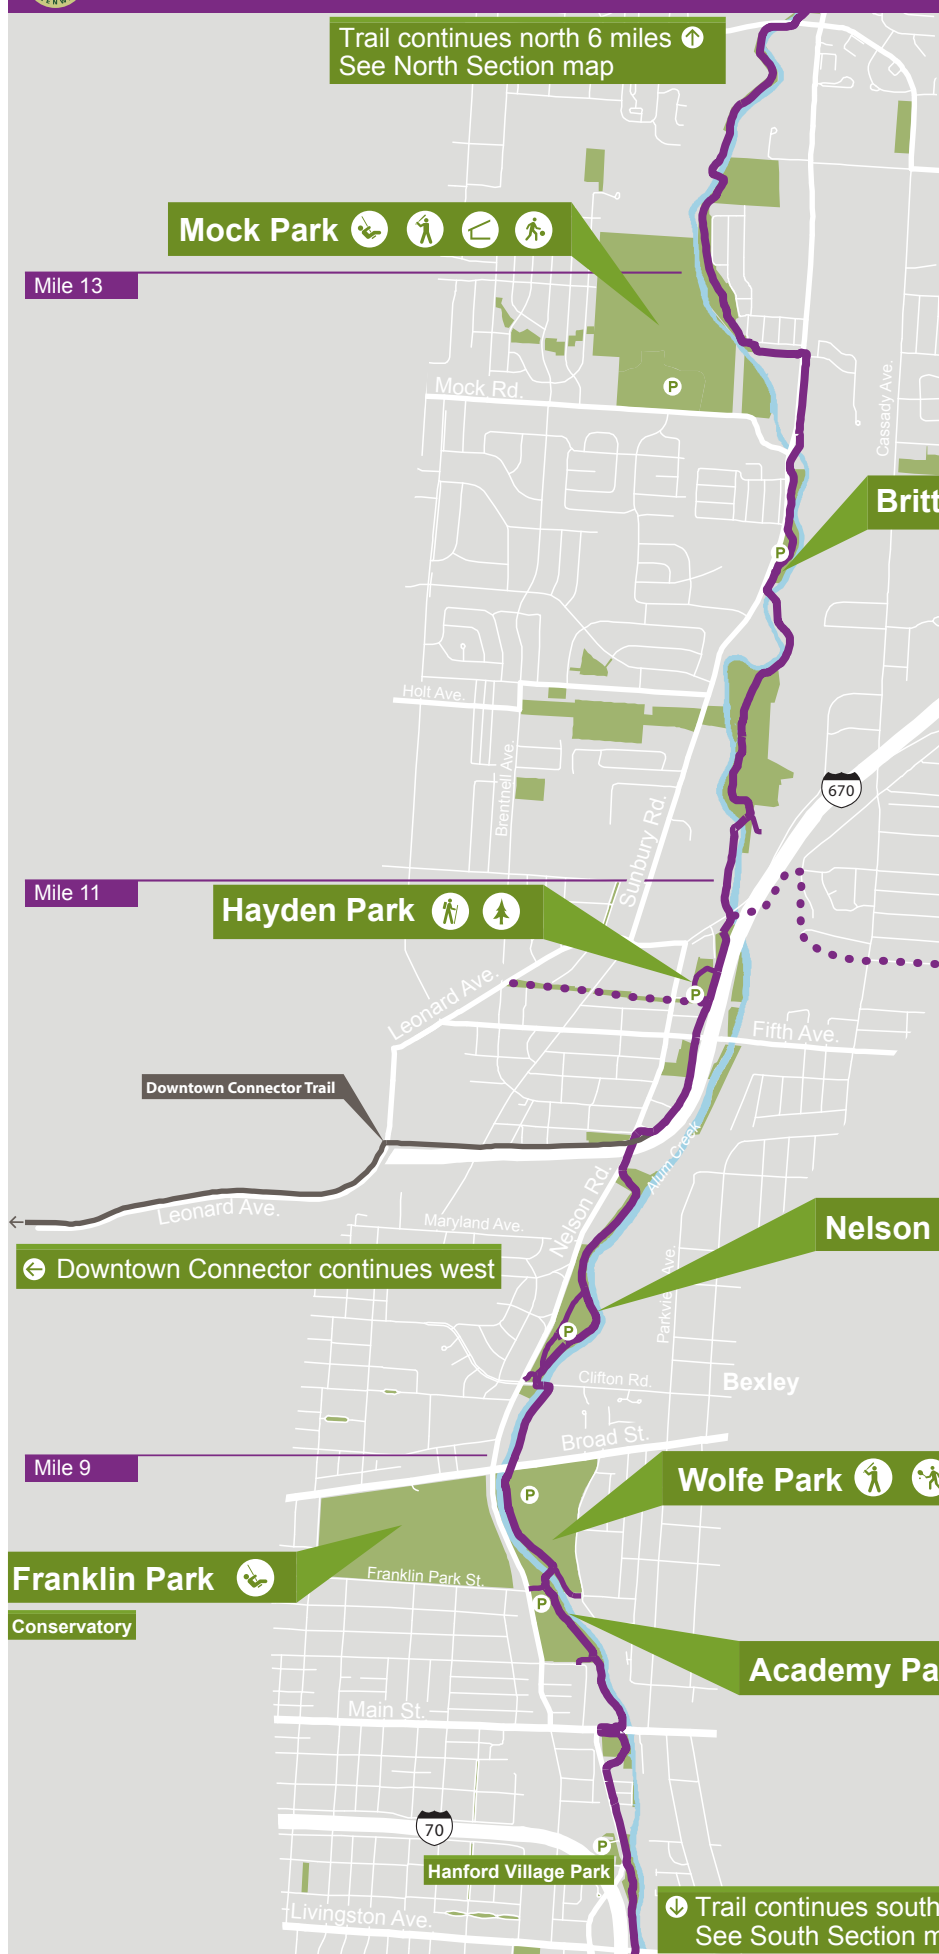 Trail continues north 6 miles
See North Section map
Mock Park
Mile 13
P
Mock Rd.
Cassady Ave.
Britt
P
Holt Ave.
Brentnell Ave.
670
Sunbury Rd.
Mile 11
Hayden Park
Leonard Ave.
P
Fifth Ave.
Downtown Connector Trail
Alum Creek
Leonard Ave.
Maryland Ave.
Nelson Rd.
Nelson
Downtown Connector continues west
Parkview Ave.
P
Clifton Rd.
Bexley
Broad St.
Mile 9
Wolfe Park
P
Franklin Park
Franklin Park St.
P
Conservatory
Academy Pa
Main St.
70
P
Hanford Village Park
Livingston Ave.
Trail continues south
See South Section m